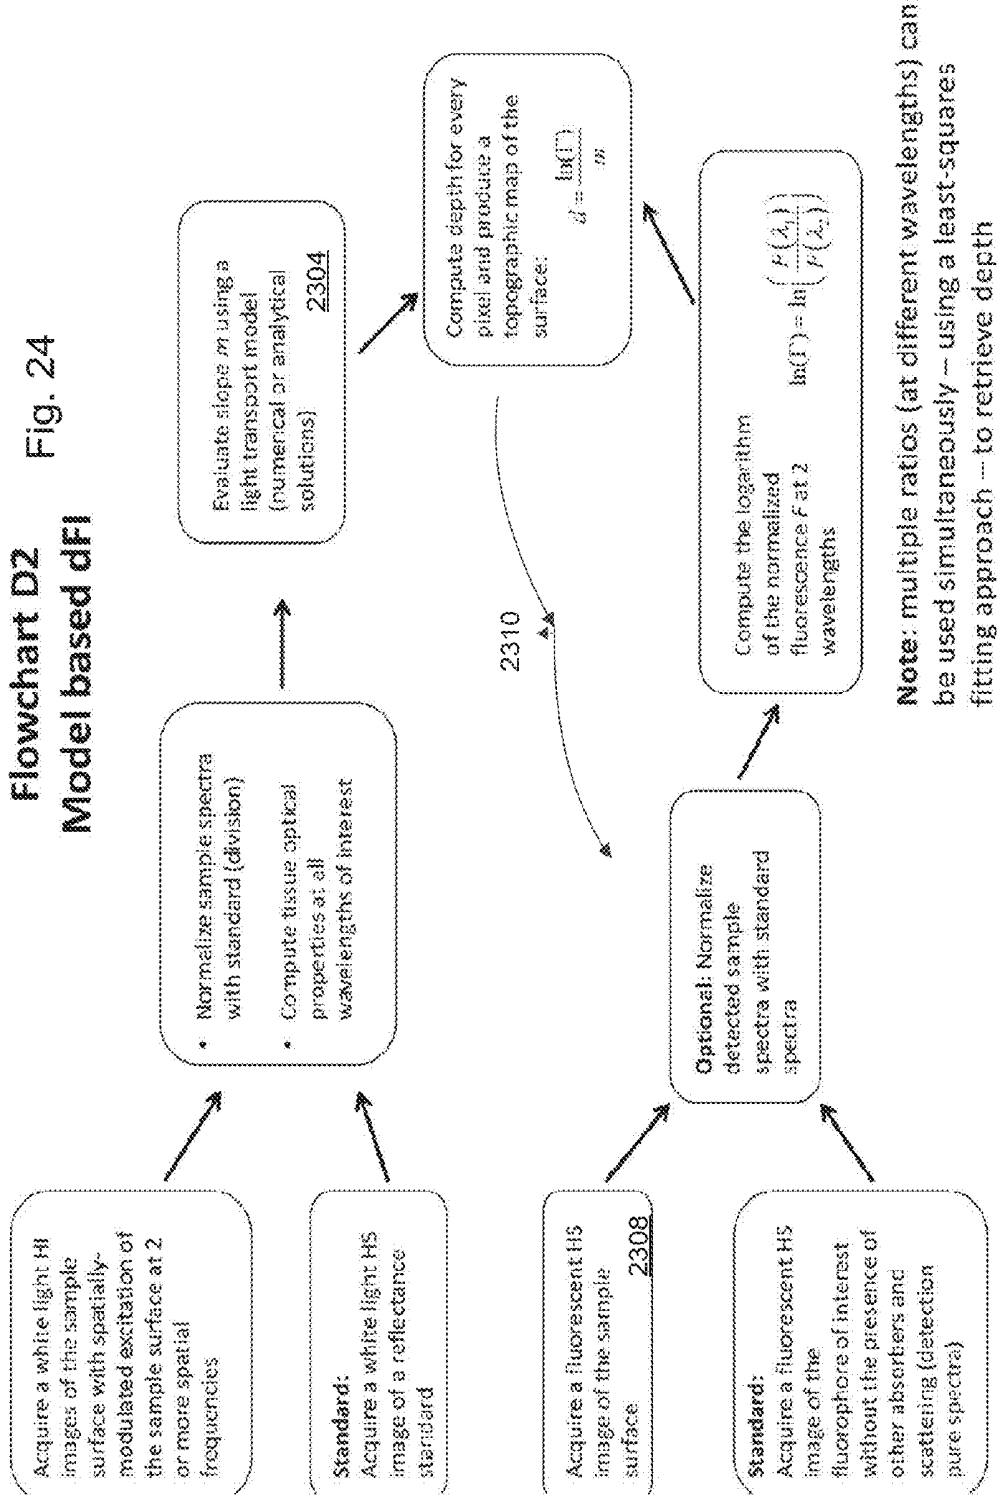 Flowchart D2
Model based dFI
Fig. 24
Acquire a white light HI
images of the sample
surface with spatially-
modulated excitation of
the sample surface at 2
or more spatial
frequencies
Standard:
Acquire a white light HS
image of a reflectance
standard
• Normalize sample spectra
with standard (division)
• Compute tissue optical
properties at all
wavelengths of interest
Evaluate slope m using a
light transport model
(numerical or analytical
solutions)
2304
Compute depth for every
pixel and produce a
topographic map of the
surface:
d = ln(Γ) / m
2310
Acquire a fluorescent HS
image of the sample
surface
2308
Standard:
Acquire a fluorescent HS
image of the
fluorophore of interest
without the presence of
other absorbers and
scattering (detection
pure spectra)
Optional: Normalize
detected sample
spectra with standard
spectra
Compute the logarithm
of the normalized
fluorescence F at 2
wavelengths
ln(Γ) = ln(F(λ₁) / F(λ₂))
Note: multiple ratios (at different wavelengths) can
be used simultaneously – using a least-squares
fitting approach – to retrieve depth